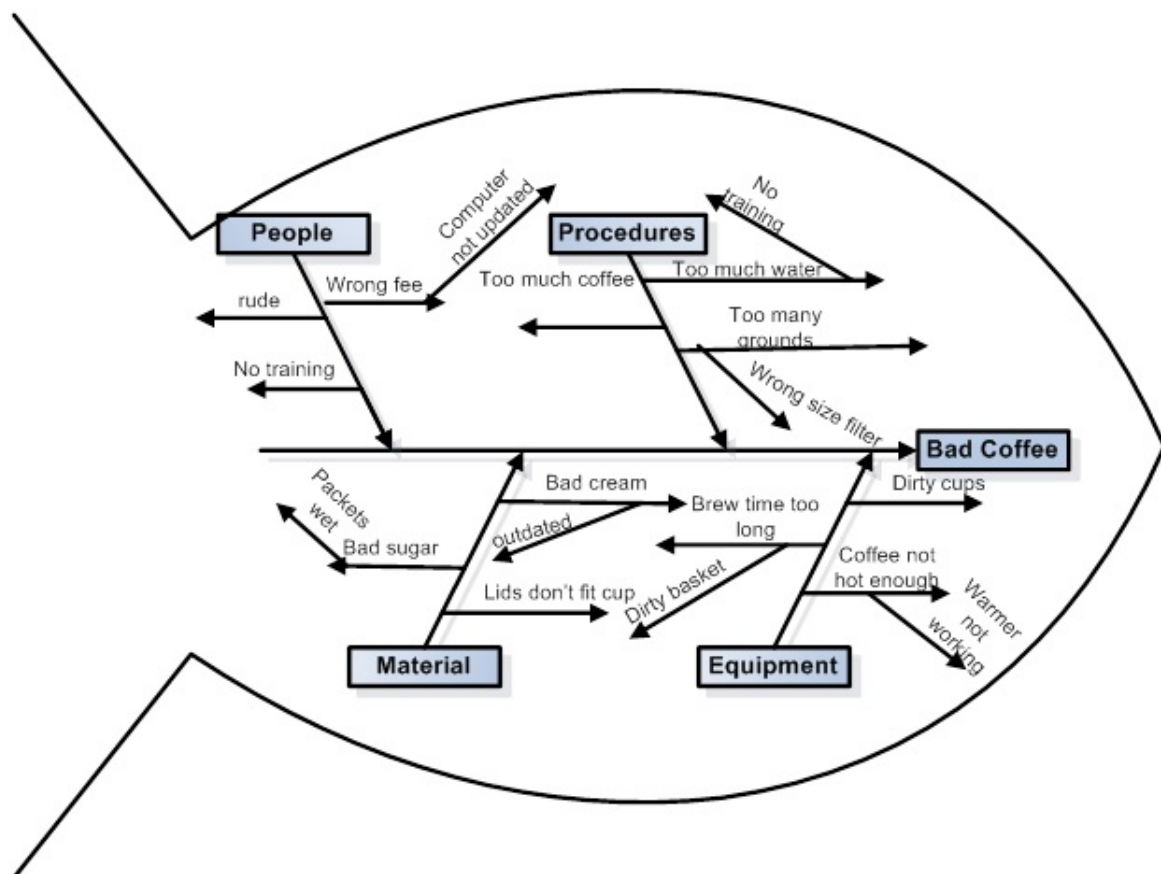 People
Computer
not updated
Wrong fee
rude
No training
Procedures
No
training
Too much coffee
Too much water
Too many
grounds
Wrong size filter
Bad Coffee
Packets
wet
Bad sugar
Bad cream
outdated
Lids don't fit cup
Material
Brew time too
long
Dirty basket
Dirty cups
Coffee not
hot enough
Warmer
not
working
Equipment